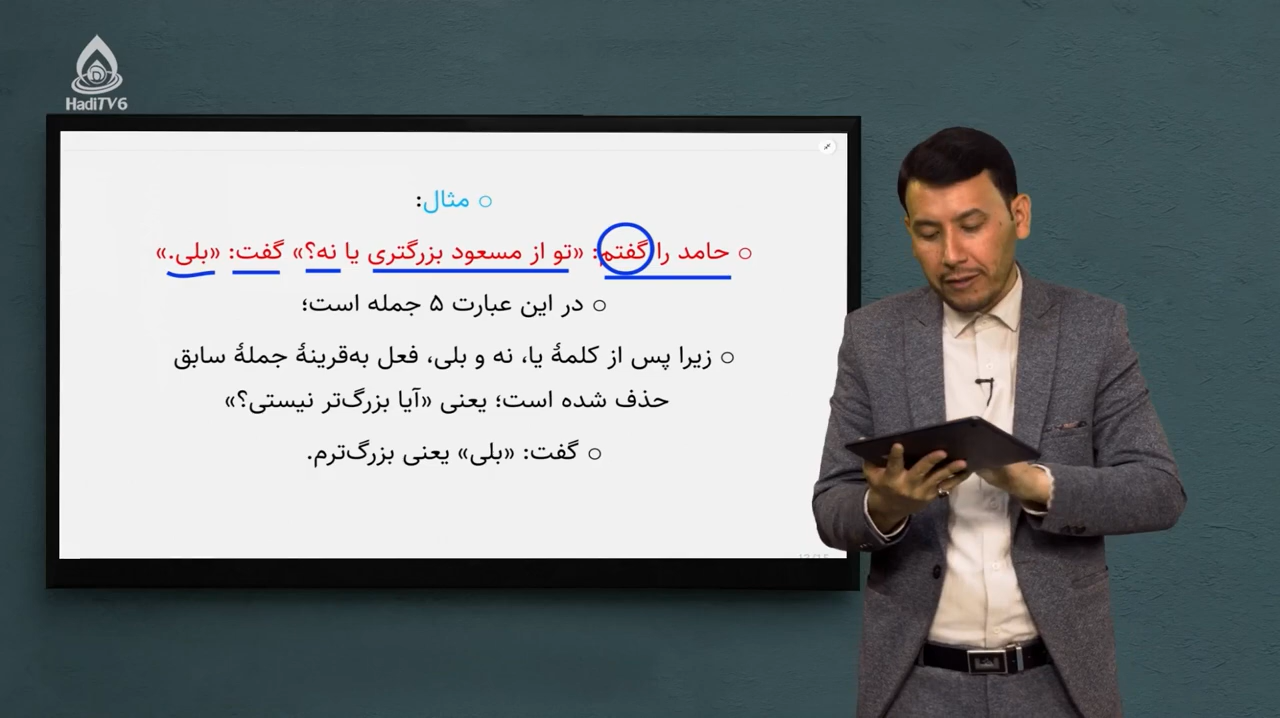 HadiTV6
مثال:
حامد را گفتم: «تو از مسعود بزرگتری یا نه؟» گفت: «بلی.»
در این عبارت ۵ جمله است؛
زیرا پس از کلمهٔ یا، نه و بلی، فعل به‌قرینهٔ جملهٔ سابق
حذف شده است؛ یعنی «آیا بزرگ‌تر نیستی؟»
گفت: «بلی» یعنی بزرگ‌ترم.